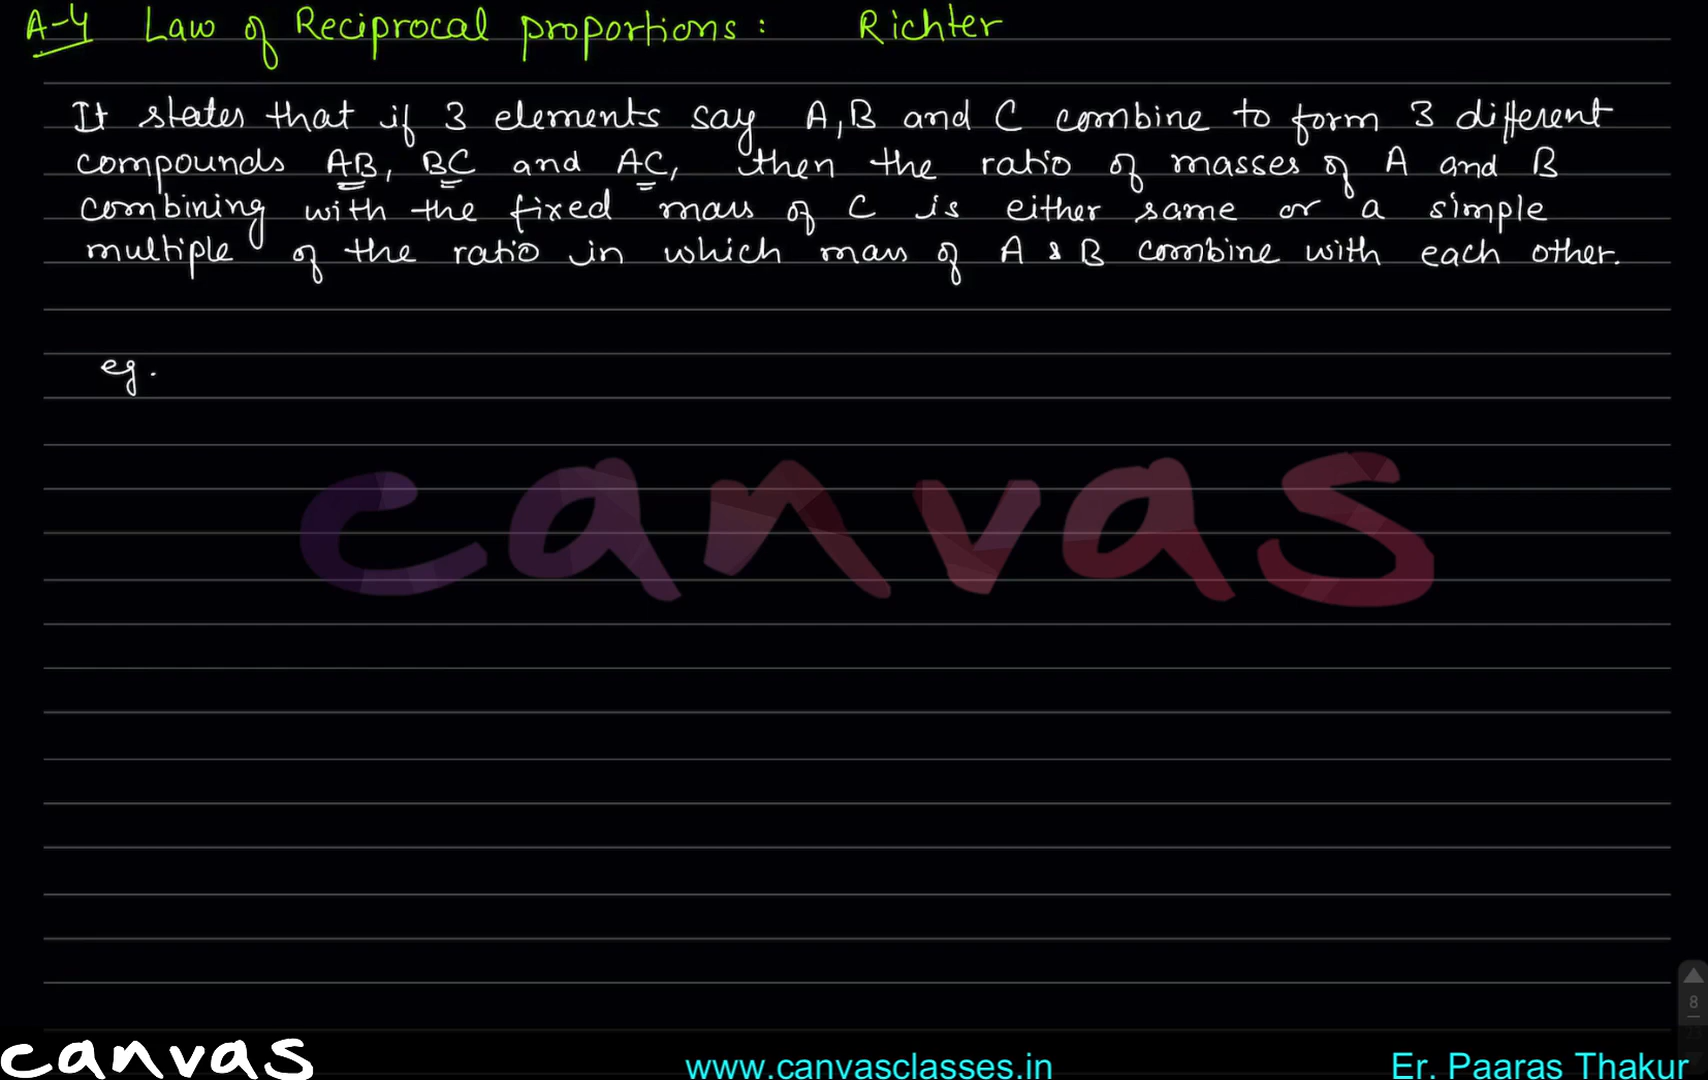 A-4 Law of Reciprocal proportions : Richter
It states that if 3 elements say A, B and C combine to form 3 different
compounds AB, BC and AC, then the ratio of masses of A and B
combining with the fixed mass of C is either same or a simple
multiple of the ratio in which mass of A & B combine with each other.
eg.
canvas
8
canvas
www.canvasclasses.in
Er. Paaras Thakur